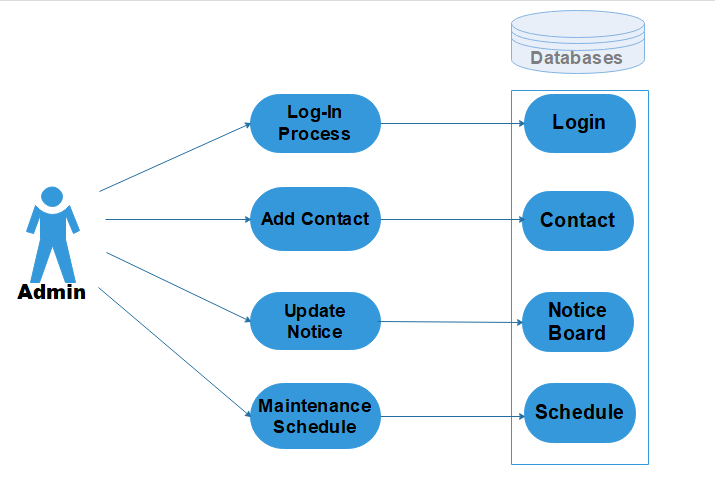 Databases
Log-In
Process
Login
Add Contact
Contact
Admin
Update
Notice
Notice
Board
Maintenance
Schedule
Schedule